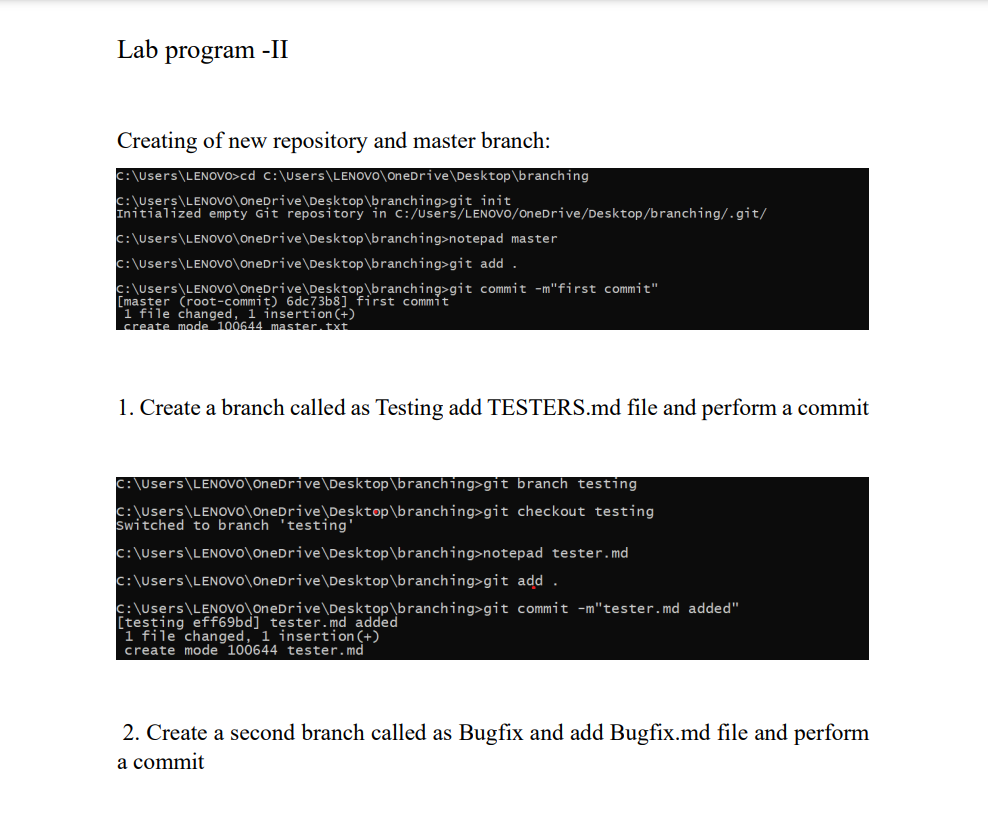 Lab program -II
Creating of new repository and master branch:
C:\Users\LENOVO>cd C:\Users\LENOVO\OneDrive\Desktop\branching
C:\Users\LENOVO\OneDrive\Desktop\branching>git init
Initialized empty Git repository in C:/Users/LENOVO/OneDrive/Desktop/branching/.git/
C:\Users\LENOVO\OneDrive\Desktop\branching>notepad master
C:\Users\LENOVO\OneDrive\Desktop\branching>git add .
C:\Users\LENOVO\OneDrive\Desktop\branching>git commit -m"first commit"
[master (root-commit) 6dc73b8] first commit
1 file changed, 1 insertion(+)
create mode 100644 master.txt
1. Create a branch called as Testing add TESTERS.md file and perform a commit
C:\Users\LENOVO\OneDrive\Desktop\branching>git branch testing
C:\Users\LENOVO\OneDrive\Desktop\branching>git checkout testing
Switched to branch 'testing'
C:\Users\LENOVO\OneDrive\Desktop\branching>notepad tester.md
C:\Users\LENOVO\OneDrive\Desktop\branching>git add .
C:\Users\LENOVO\OneDrive\Desktop\branching>git commit -m"tester.md added"
[testing eff69bd] tester.md added
1 file changed, 1 insertion(+)
create mode 100644 tester.md
2. Create a second branch called as Bugfix and add Bugfix.md file and perform
a commit